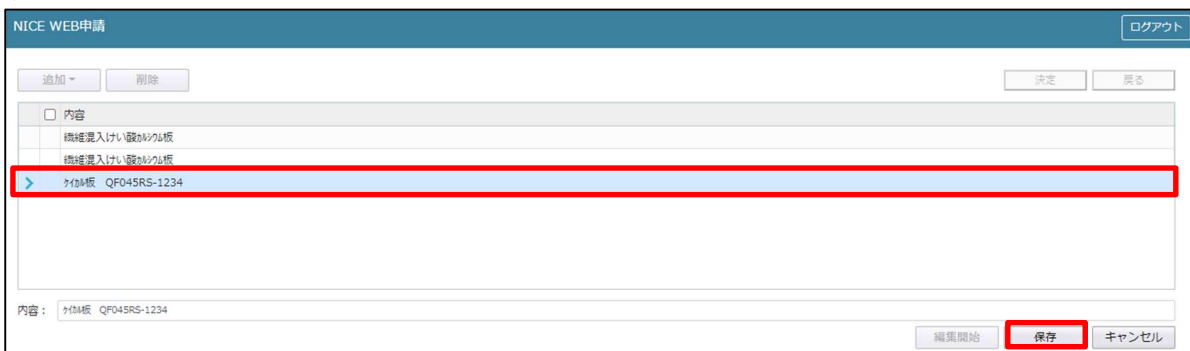 NICE WEB申請 ログアウト
追加 削除 決定 戻る
内容
繊維混入けい酸ｶﾙｼｳﾑ板
繊維混入けい酸ｶﾙｼｳﾑ板
ｹｲｶﾙ板 QF045RS-1234
内容： ｹｲｶﾙ板 QF045RS-1234
編集開始 保存 キャンセル